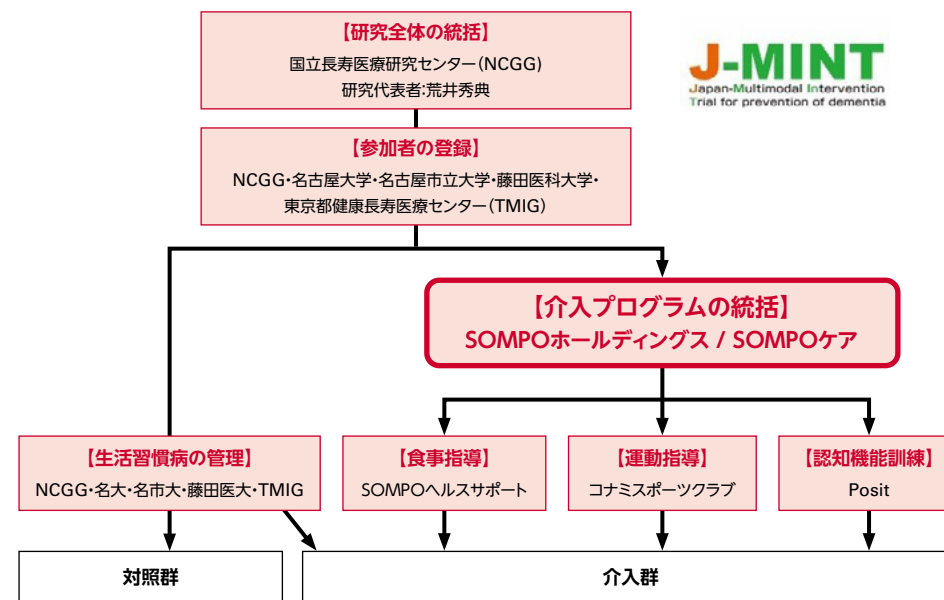 【研究全体の統括】
国立長寿医療研究センター(NCGG)
研究代表者:荒井秀典
J-MINT
Japan-Multimodal Intervention
Trial for prevention of dementia
【参加者の登録】
NCGG・名古屋大学・名古屋市立大学・藤田医科大学・
東京都健康長寿医療センター(TMIG)
【介入プログラムの統括】
SOMPOホールディングス / SOMPOケア
【生活習慣病の管理】
NCGG・名大・名市大・藤田医大・TMIG
【食事指導】
SOMPOヘルスサポート
【運動指導】
コナミスポーツクラブ
【認知機能訓練】
Posit
対照群
介入群